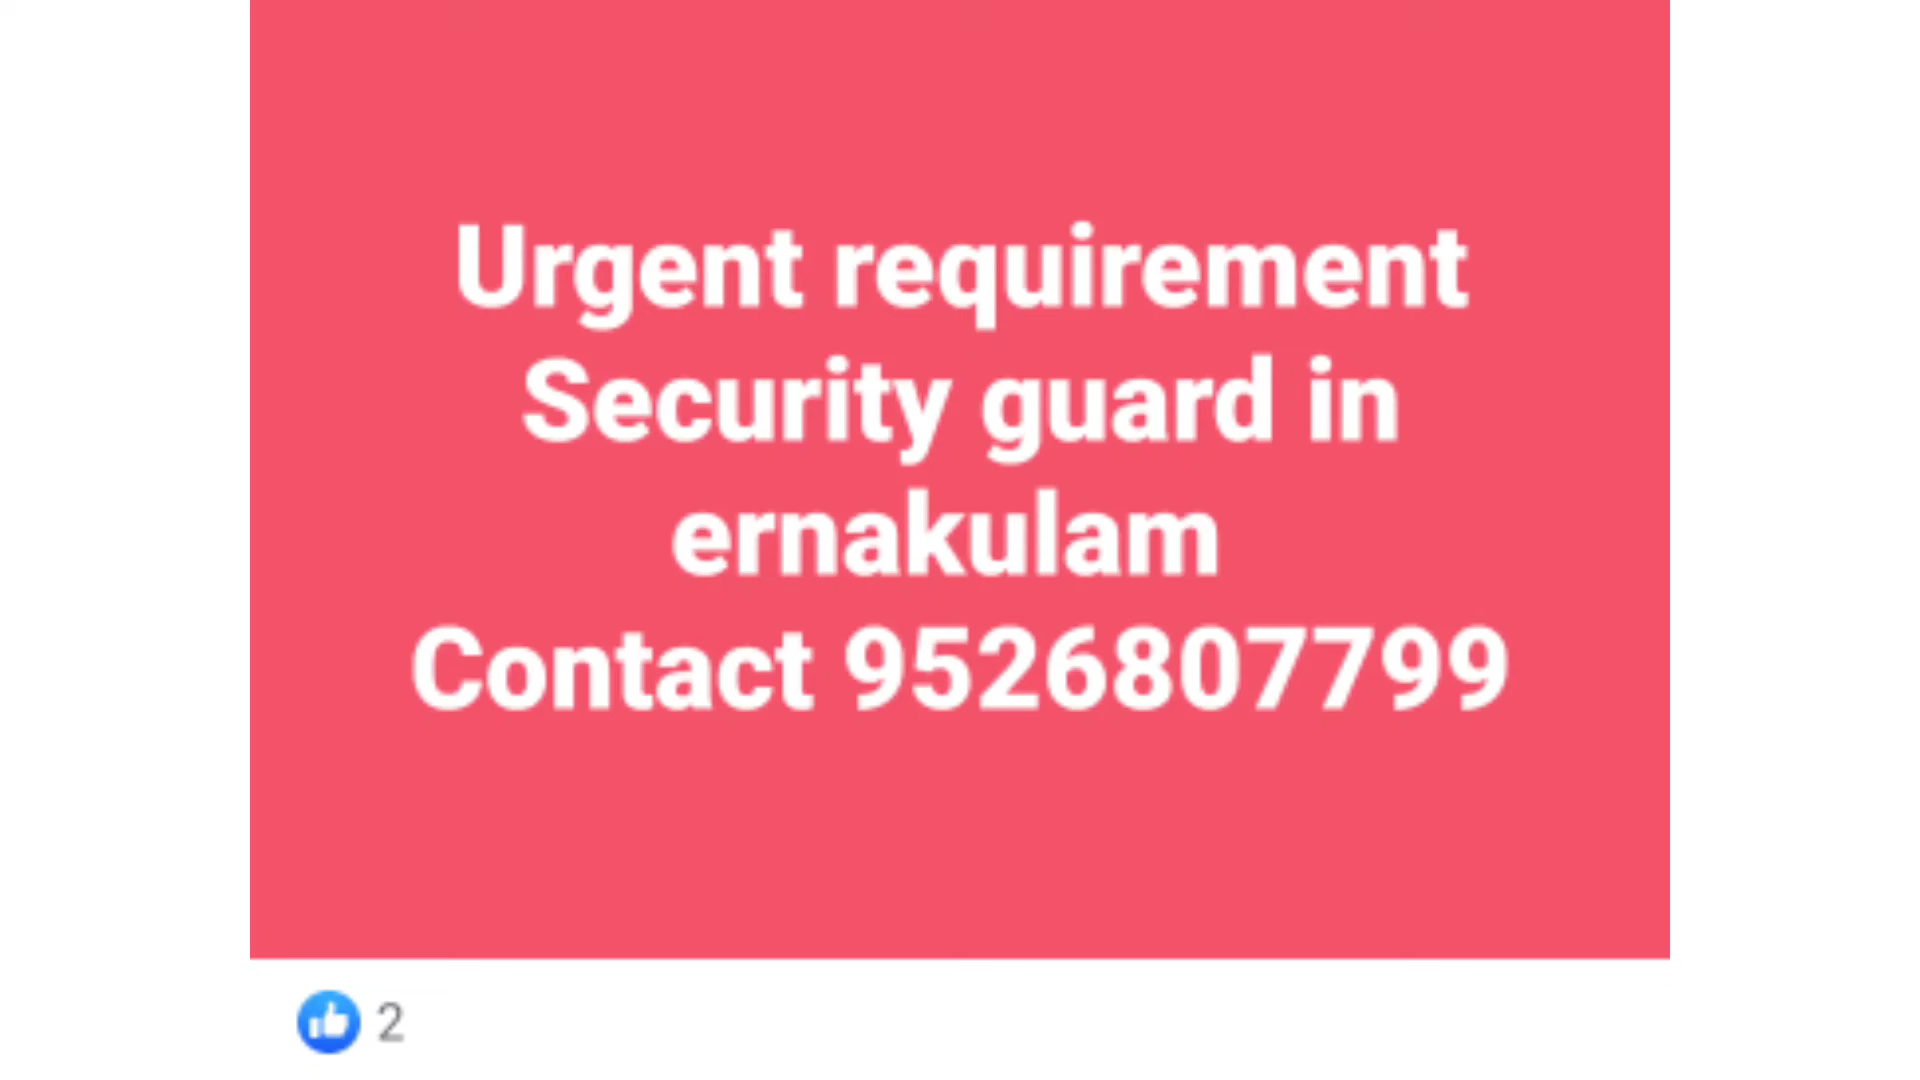 Urgent requirement
Security guard in
ernakulam
Contact 9526807799
2